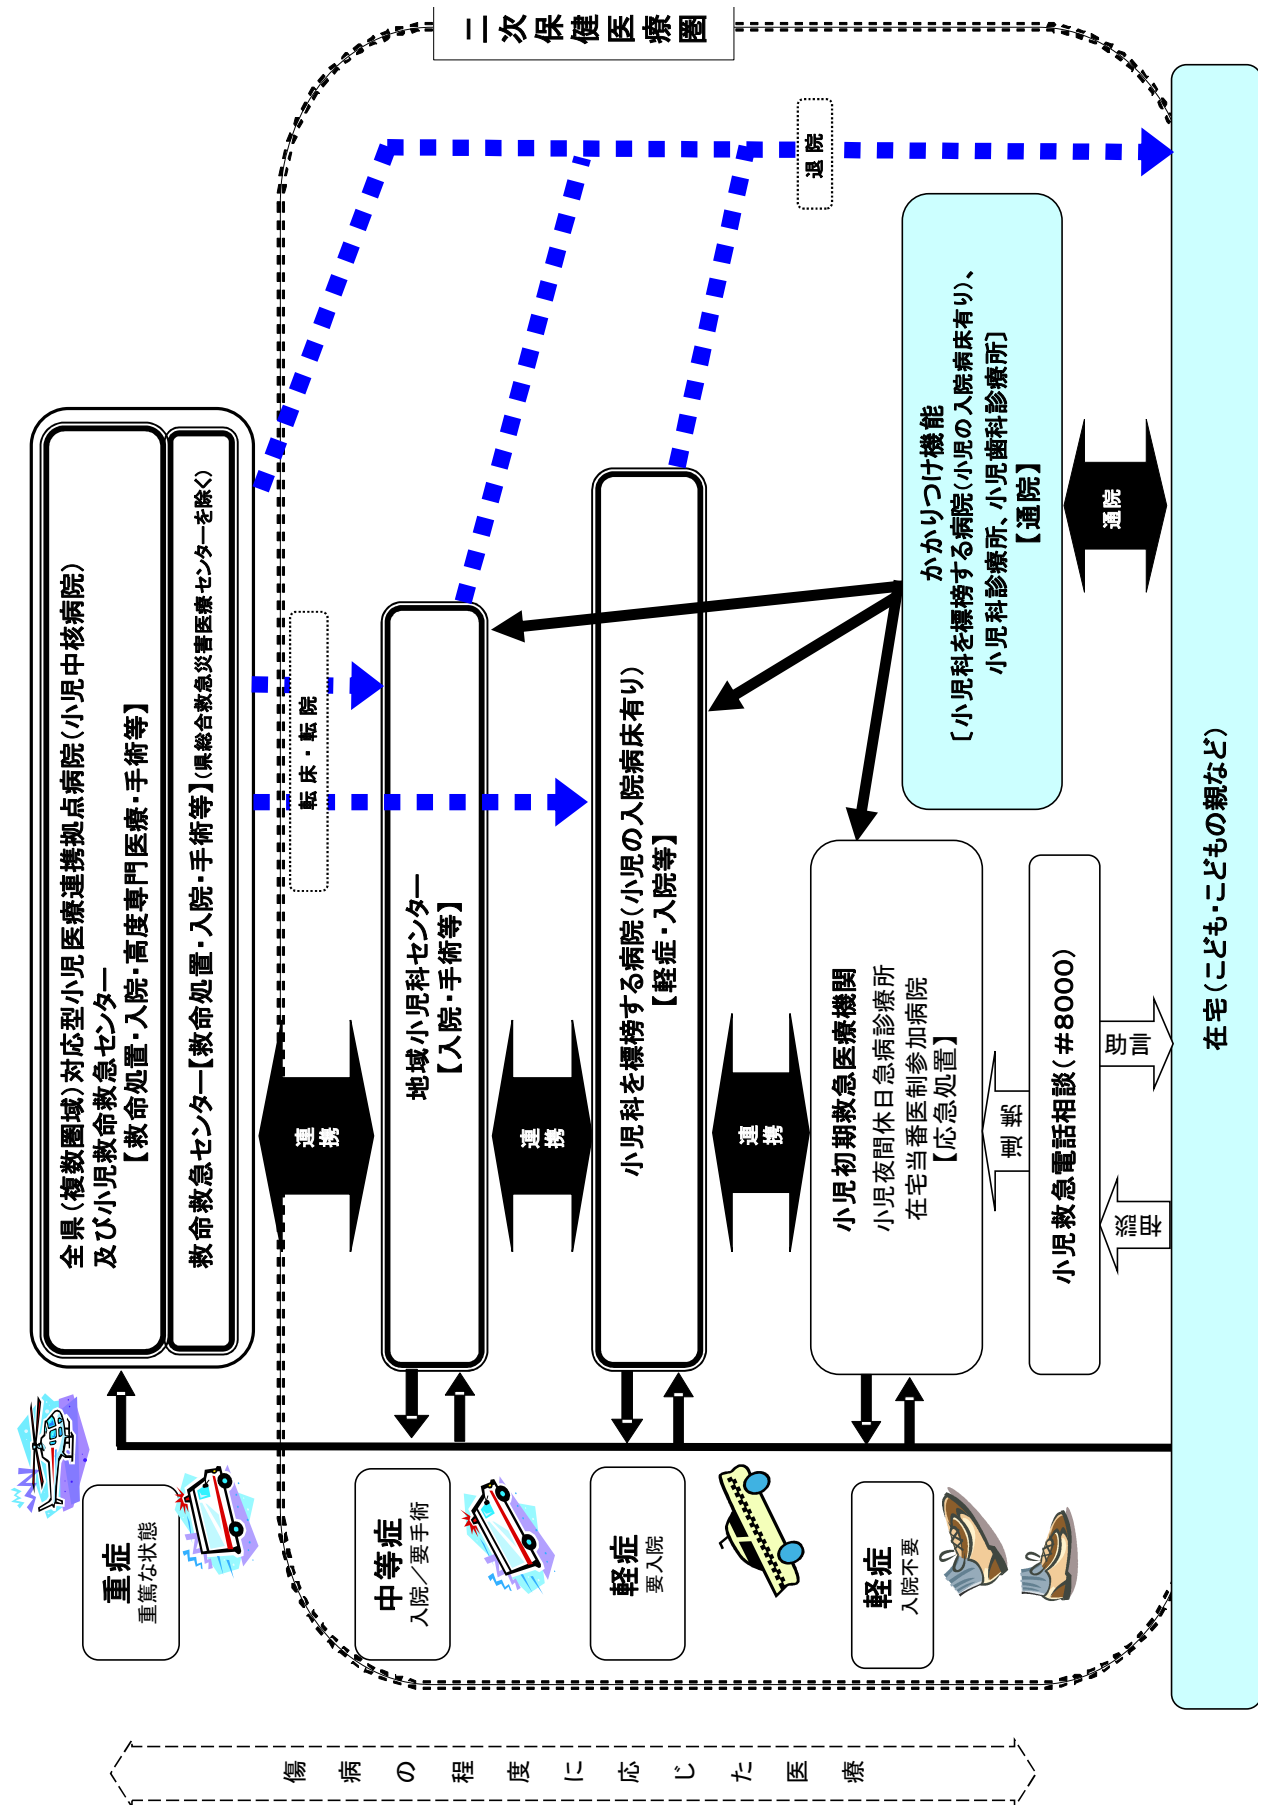 二次保健医療圏
傷病の程度に応じた医療
重症
重篤な状態
中等症
入院／要手術
軽症
要入院
軽症
入院不要
全県（複数圏域）対応型小児医療連携拠点病院（小児中核病院）
及び小児救命救急センター
【救命処置・入院・高度専門医療・手術等】
救命救急センター【救命処置・入院・手術等】（県総合救急災害医療センターを除く）
連携
転床・転院
地域小児科センター
【入院・手術等】
連携
小児科を標榜する病院（小児の入院病床有り）
【軽症・入院等】
連携
小児初期救急医療機関
小児夜間休日急病診療所
在宅当番医制参加病院
【応急処置】
連携
小児救急電話相談（＃8000）
相談
助言
かかりつけ機能
［小児科を標榜する病院（小児の入院病床有り）、
小児科診療所、小児歯科診療所］
【通院】
通院
退院
在宅（こども・こどもの親など）